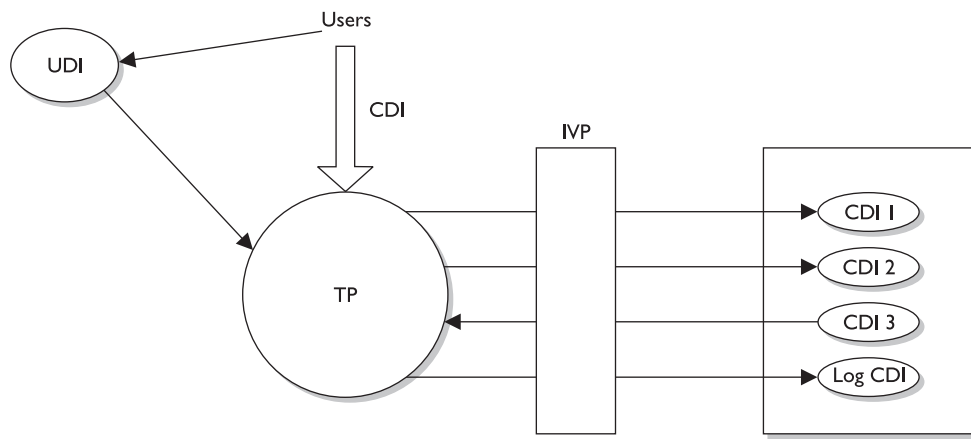 Users
UDI
CDI
IVP
CDI 1
CDI 2
TP
CDI 3
Log CDI